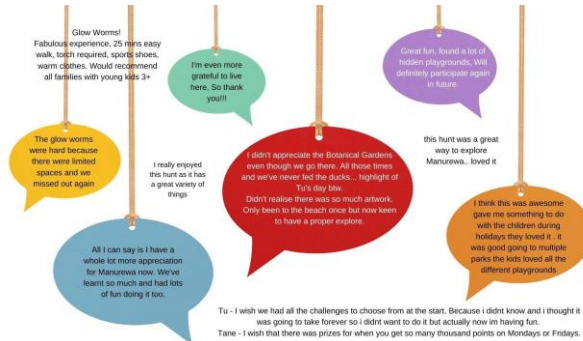 Glow Worms!
Fabulous experience, 25 mins easy
walk, torch required, sports shoes,
warm clothes. Would recommend
all families with young kids 3+
I'm even more
grateful to live
here, So thank
you!!!
Great fun, found a lot of
hidden playgrounds, Will
definitely participate again
in future.
The glow worms
were hard because
there were limited
spaces and we
missed out again
I really enjoyed
this hunt as it has
a great variety of
things
I didn't appreciate the Botanical Gardens
even though we go there. All those times
and we've never fed the ducks... highlight of
Tu's day btw.
Didn't realise there was so much artwork.
Only been to the beach once but now keen
to have a proper explore.
this hunt was a great
way to explore
Manurewa.. loved it
All I can say is I have a
whole lot more appreciation
for Manurewa now. We've
learnt so much and had lots
of fun doing it too.
I think this was awesome
gave me something to do
with the children during
holidays they loved it . it
was good going to multiple
parks the kids loved all the
different playgrounds
Tu - I wish we had all the challenges to choose from at the start. Because i didnt know and i thought it
was going to take forever so i didnt want to do it but actually now im having fun.
Tane - I wish that there was prizes for when you get so many thousand points on Mondays or Fridays.